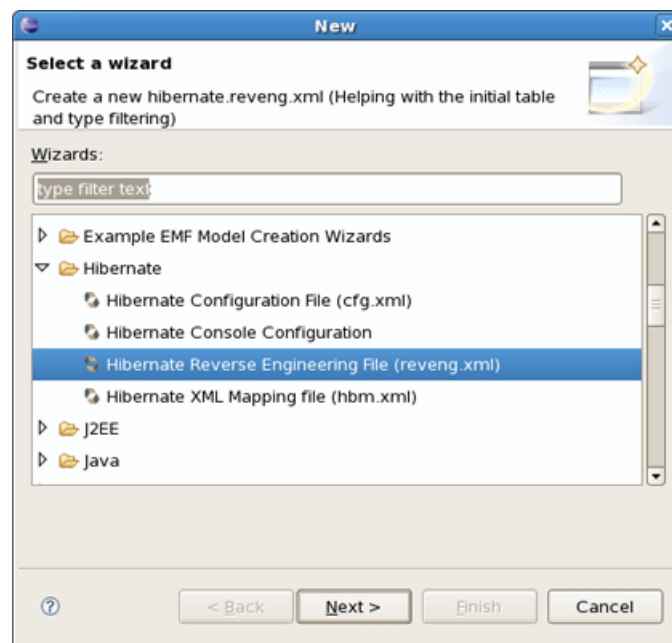 New
Select a wizard
Create a new hibernate.reveng.xml (Helping with the initial table
and type filtering)
Wizards:
type filter text
Example EMF Model Creation Wizards
Hibernate
Hibernate Configuration File (cfg.xml)
Hibernate Console Configuration
Hibernate Reverse Engineering File (reveng.xml)
Hibernate XML Mapping file (hbm.xml)
J2EE
Java
< Back
Next >
Finish
Cancel